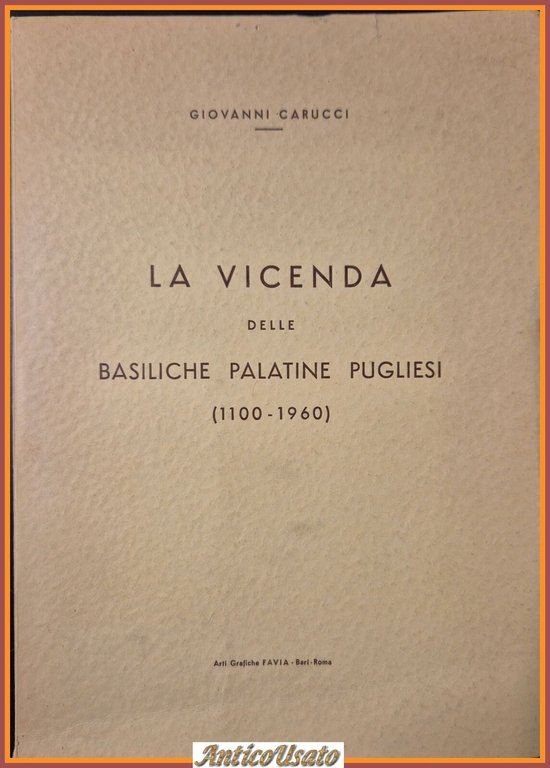 GIOVANNI CARUCCI
LA VICENDA
DELLE
BASILICHE PALATINE PUGLIESI
(1100-1960)
Arti Grafiche FAVIA - Bari-Roma
AnticoUsato